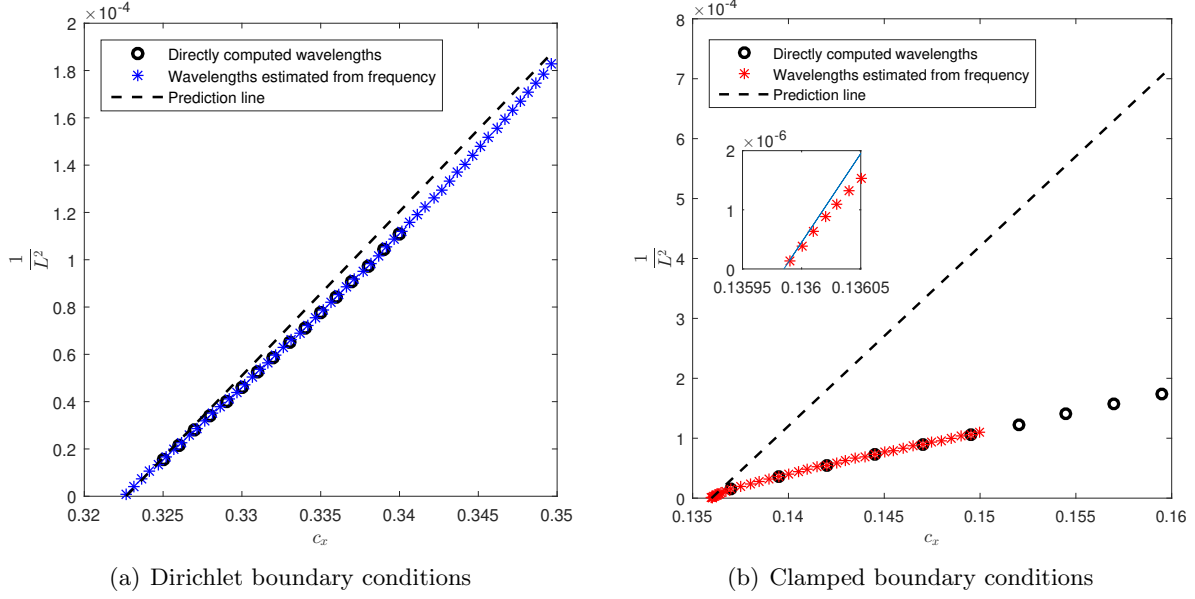 ×10⁻⁴
2
1.8
1.6
1.4
1.2
1
0.8
0.6
0.4
0.2
0
Directly computed wavelengths
Wavelengths estimated from frequency
Prediction line
1/L²
0.32 0.325 0.33 0.335 0.34 0.345 0.35
cₓ
(a) Dirichlet boundary conditions
×10⁻⁴
8
7
6
5
4
3
2
1
0
Directly computed wavelengths
Wavelengths estimated from frequency
Prediction line
×10⁻⁶
2
1
0
0.13595 0.136 0.13605
1/L²
0.135 0.14 0.145 0.15 0.155 0.16
cₓ
(b) Clamped boundary conditions